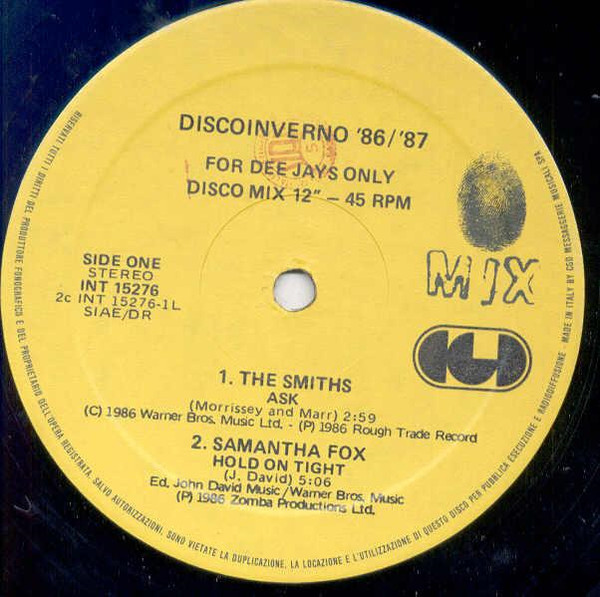 DISCOINVERNO '86/'87
FOR DEE JAYS ONLY
DISCO MIX 12" – 45 RPM
MIX
SIDE ONE
STEREO
INT 15276
2c INT 15276-1L
SIAE/DR
CGD
1. THE SMITHS
ASK
(Morrissey and Marr) 2:59
(C) 1986 Warner Bros. Music Ltd. - (P) 1986 Rough Trade Record
2. SAMANTHA FOX
HOLD ON TIGHT
(J. David) 5:06
Ed. John David Music/Warner Bros. Music
(P) 1986 Zomba Productions Ltd.
RISERVATI TUTTI I DIRITTI DEL PRODUTTORE FONOGRAFICO E DEL PROPRIETARIO DELL'OPERA REGISTRATA. SALVO AUTORIZZAZIONI, SONO VIETATE LA DUPLICAZIONE, LA LOCAZIONE E L'UTILIZZAZIONE DI QUESTO DISCO PER PUBBLICA ESECUZIONE E RADIODIFFUSIONE - MADE IN ITALY BY CGD MESSAGGERIE MUSICALI SPA